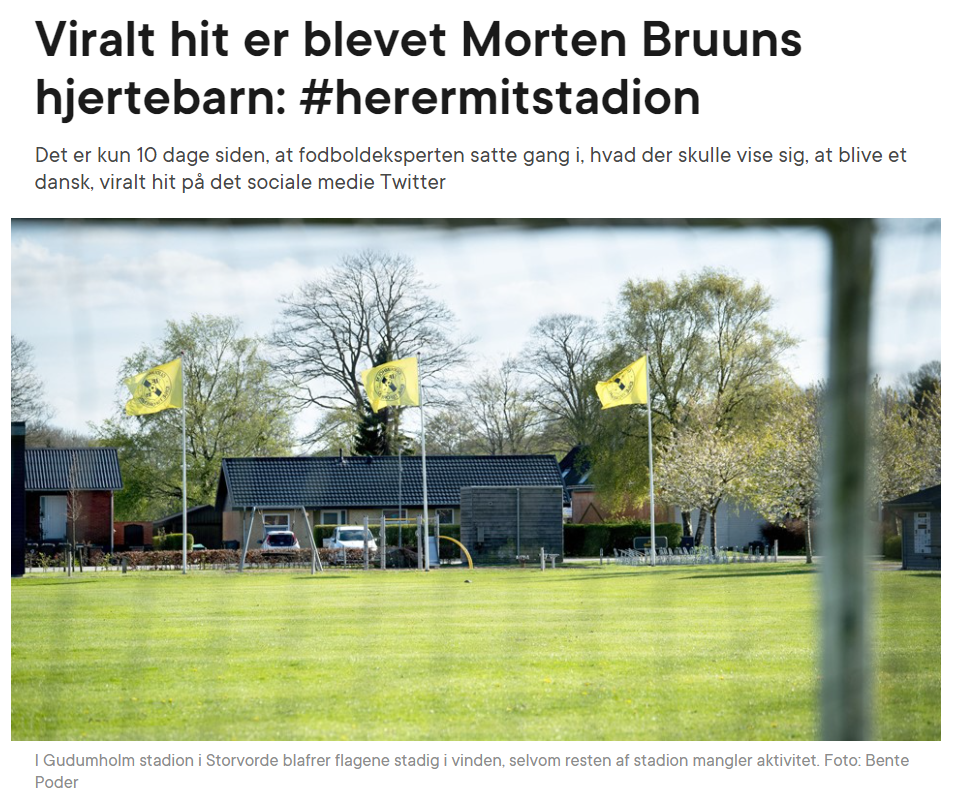 Viralt hit er blevet Morten Bruuns
hjertebarn: #herermitstadion
Det er kun 10 dage siden, at fodboldeksperten satte gang i, hvad der skulle vise sig, at blive et
dansk, viralt hit på det sociale medie Twitter
I Gudumholm stadion i Storvorde blafrer flagene stadig i vinden, selvom resten af stadion mangler aktivitet. Foto: Bente
Poder